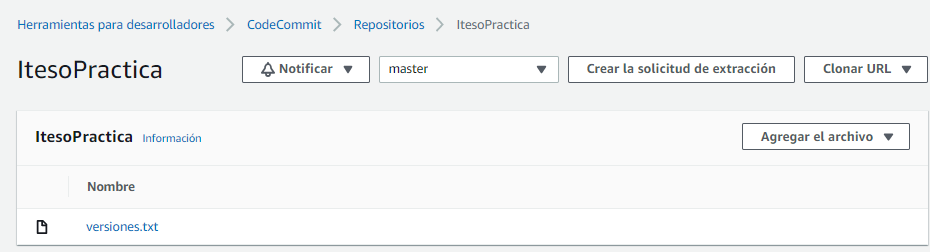 Herramientas para desarrolladores > CodeCommit > Repositorios > ItesoPractica
ItesoPractica Notificar master Crear la solicitud de extracción Clonar URL
ItesoPractica Información Agregar el archivo
Nombre
versiones.txt